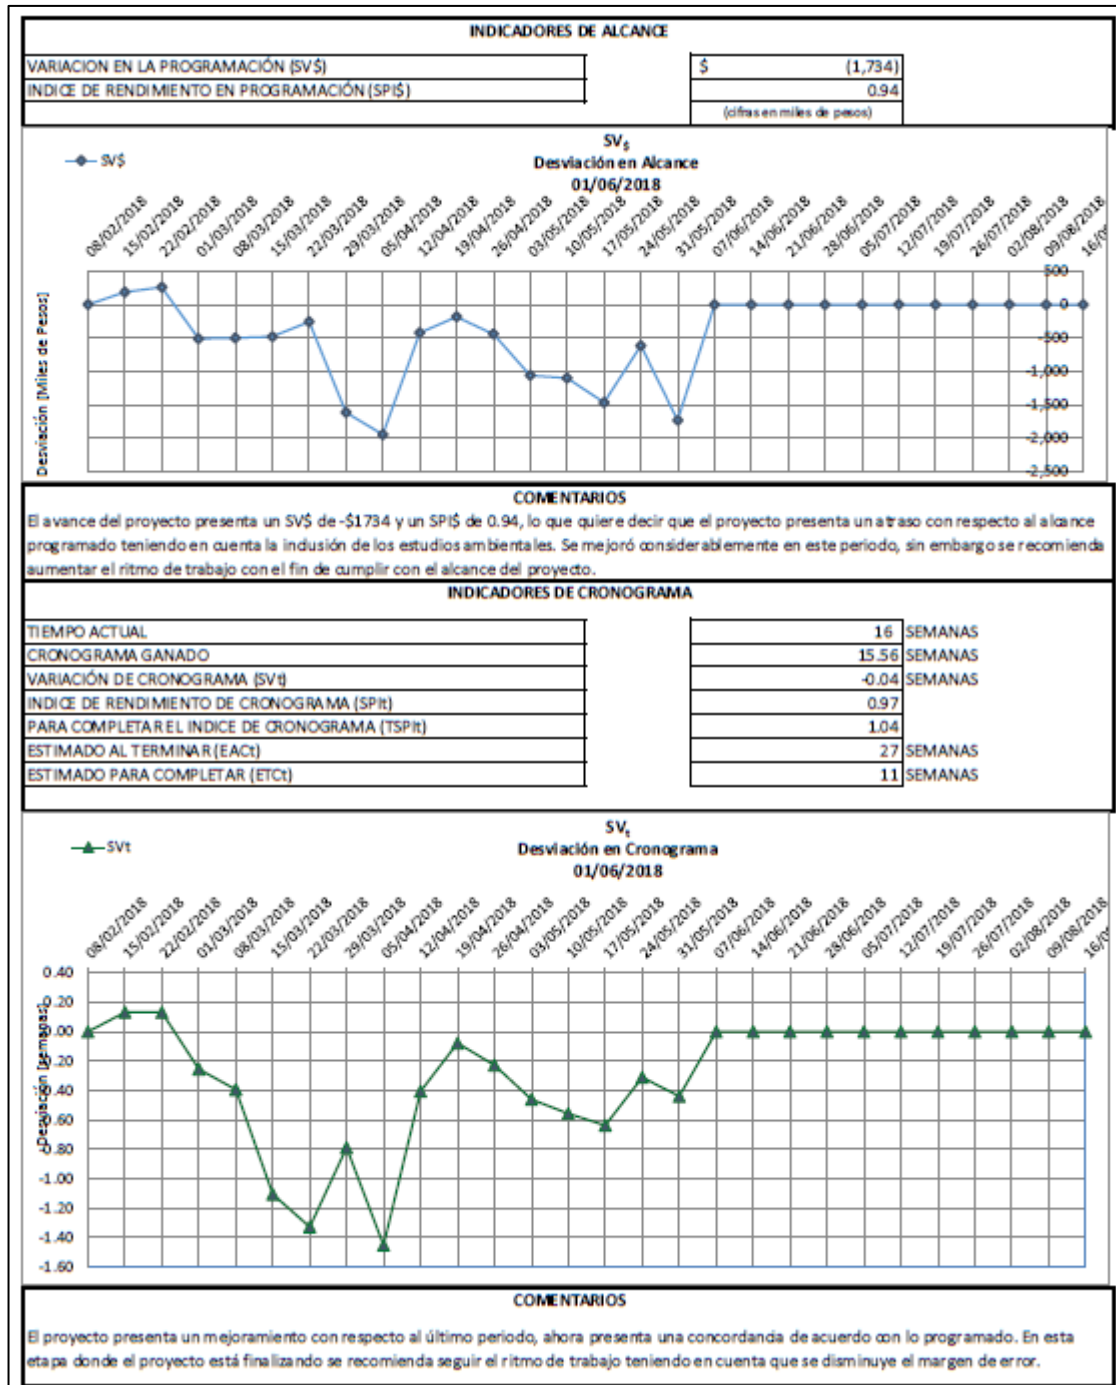 INDICADORES DE ALCANCE
VARIACION EN LA PROGRAMACIÓN (SV$) $ (1,734)
INDICE DE RENDIMIENTO EN PROGRAMACIÓN (SPI$) 0.94
(cifras en miles de pesos)
SV$
SV$
Desviación en Alcance
01/06/2018
08/02/2018 15/02/2018 22/02/2018 01/03/2018 08/03/2018 15/03/2018 22/03/2018 29/03/2018 05/04/2018 12/04/2018 19/04/2018 26/04/2018 03/05/2018 10/05/2018 17/05/2018 24/05/2018 31/05/2018 07/06/2018 14/06/2018 21/06/2018 28/06/2018 05/07/2018 12/07/2018 19/07/2018 26/07/2018 02/08/2018 09/08/2018 16/0
Desviación [Miles de Pesos]
500
0
-500
-1,000
-1,500
-2,000
-2,500
COMENTARIOS
El avance del proyecto presenta un SV$ de -$1734 y un SPI$ de 0.94, lo que quiere decir que el proyecto presenta un atraso con respecto al alcance
programado teniendo en cuenta la inclusión de los estudios ambientales. Se mejoró considerablemente en este periodo, sin embargo se recomienda
aumentar el ritmo de trabajo con el fin de cumplir con el alcance del proyecto.
INDICADORES DE CRONOGRAMA
TIEMPO ACTUAL 16 SEMANAS
CRONOGRAMA GANADO 15.56 SEMANAS
VARIACIÓN DE CRONOGRAMA (SVt) -0.04 SEMANAS
INDICE DE RENDIMIENTO DE CRONOGRAMA (SPIt) 0.97
PARA COMPLETAR EL INDICE DE CRONOGRAMA (TSPIt) 1.04
ESTIMADO AL TERMINAR (EACt) 27 SEMANAS
ESTIMADO PARA COMPLETAR (ETCt) 11 SEMANAS
SVt
SVt
Desviación en Cronograma
01/06/2018
08/02/2018 15/02/2018 22/02/2018 01/03/2018 08/03/2018 15/03/2018 22/03/2018 29/03/2018 05/04/2018 12/04/2018 19/04/2018 26/04/2018 03/05/2018 10/05/2018 17/05/2018 24/05/2018 31/05/2018 07/06/2018 14/06/2018 21/06/2018 28/06/2018 05/07/2018 12/07/2018 19/07/2018 26/07/2018 02/08/2018 09/08/2018 16/0
Desviación [semanas]
0.40
0.20
0.00
-0.20
-0.40
-0.60
-0.80
-1.00
-1.20
-1.40
-1.60
COMENTARIOS
El proyecto presenta un mejoramiento con respecto al último periodo, ahora presenta una concordancia de acuerdo con lo programado. En esta
etapa donde el proyecto está finalizando se recomienda seguir el ritmo de trabajo teniendo en cuenta que se disminuye el margen de error.